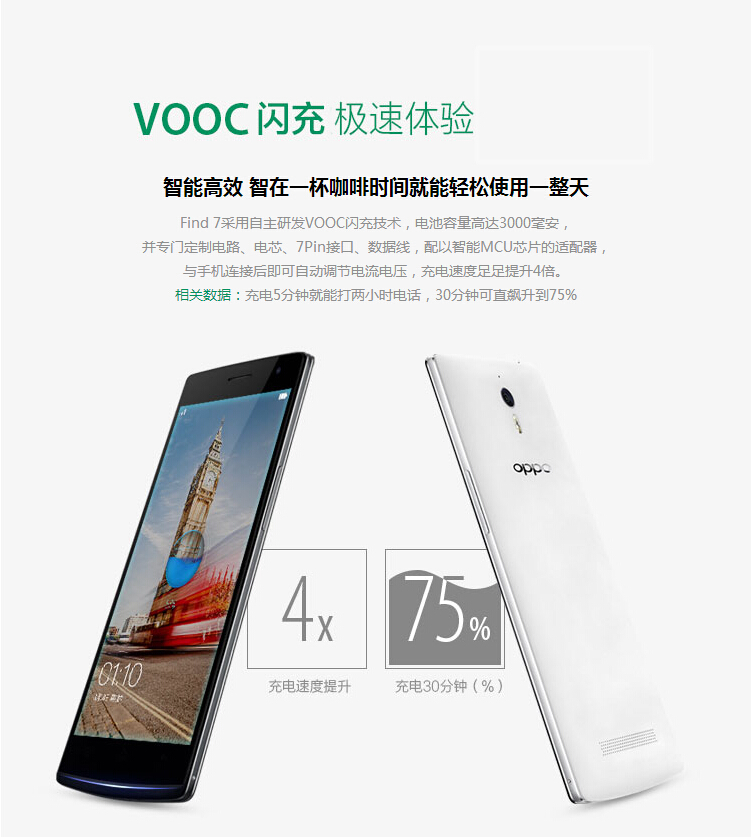 VOOC 闪充 极速体验
智能高效 智在一杯咖啡时间就能轻松使用一整天
Find 7采用自主研发VOOC闪充技术，电池容量高达3000毫安，
并专门定制电路、电芯、7Pin接口、数据线，配以智能MCU芯片的适配器，
与手机连接后即可自动调节电流电压，充电速度足足提升4倍。
相关数据：充电5分钟就能打两小时电话，30分钟可直飙升到75%
oppo
4x
75%
01:10
充电速度提升
充电30分钟（%）